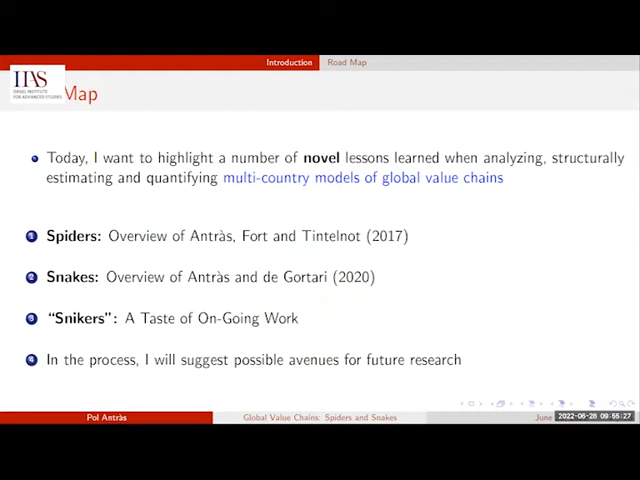 Introduction Road Map
IIAS
ISRAEL INSTITUTE
FOR ADVANCED STUDIES
Map
Today, I want to highlight a number of novel lessons learned when analyzing, structurally
estimating and quantifying multi-country models of global value chains
1 Spiders: Overview of Antràs, Fort and Tintelnot (2017)
2 Snakes: Overview of Antràs and de Gortari (2020)
3 “Snikers”: A Taste of On-Going Work
4 In the process, I will suggest possible avenues for future research
Pol Antràs Global Value Chains: Spiders and Snakes June 2022-06-28 09:55:27